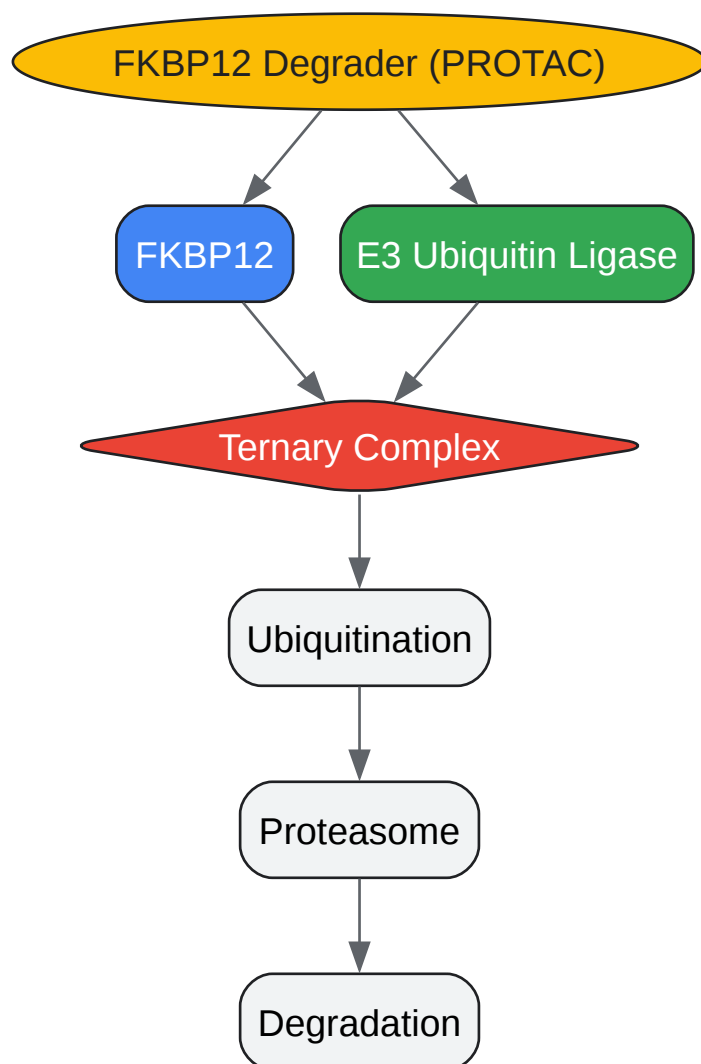 FKBP12 Degrader (PROTAC)
FKBP12
E3 Ubiquitin Ligase
Ternary Complex
Ubiquitination
Proteasome
Degradation